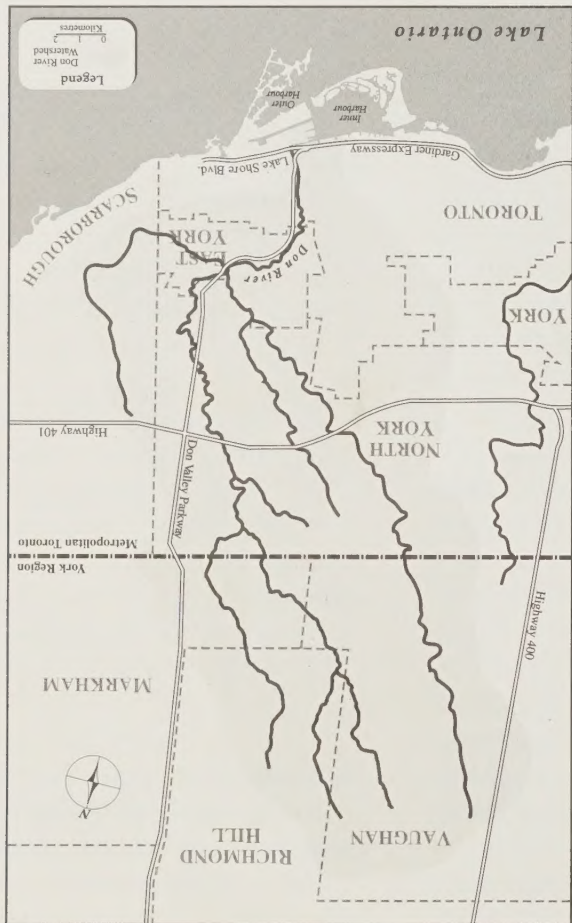 N
RICHMOND
HILL
VAUGHAN
MARKHAM
Highway 400
York Region
Metropolitan Toronto
Don Valley Parkway
NORTH
YORK
Highway 401
YORK
Don River
EAST
YORK
TORONTO
SCARBOROUGH
Gardiner Expressway
Lake Shore Blvd.
Inner
Harbour
Outer
Harbour
Lake Ontario
Legend
Don River
Watershed
0 1 2
Kilometres